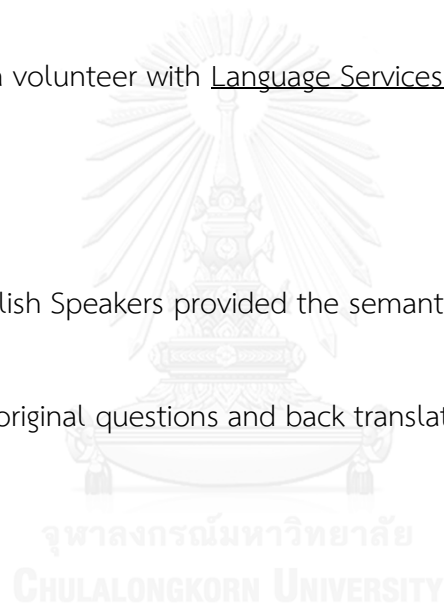 volunteer with Language Services
lish Speakers provided the semant
original questions and back translat
จุฬาลงกรณ์มหาวิทยาลัย
CHULALONGKORN UNIVERSITY